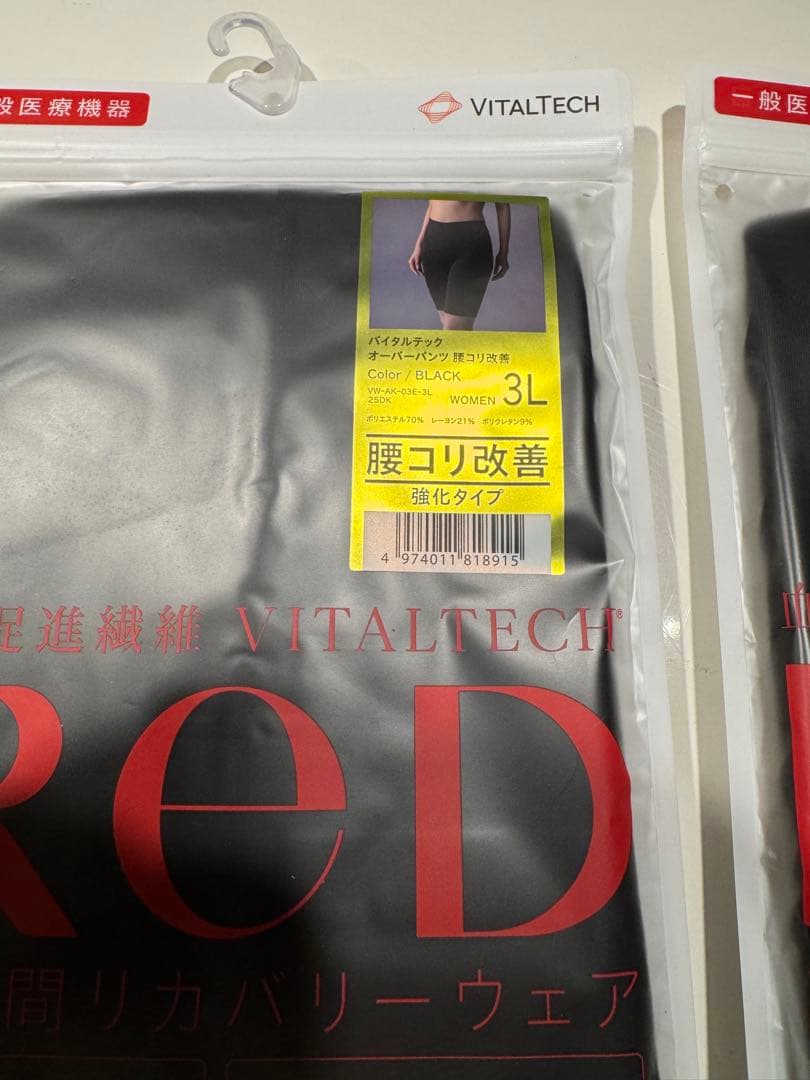 般医療機器
VITALTECH
一般医
バイタルテック
オーバーパンツ 腰コリ改善
Color / BLACK
VW-AK-03E-3L
25DK
WOMEN 3L
ポリエステル70% レーヨン21% ポリウレタン9%
腰コリ改善
強化タイプ
4 974011 818915
促進繊維 VITALTECH®
血
ReD
間リカバリーウェア